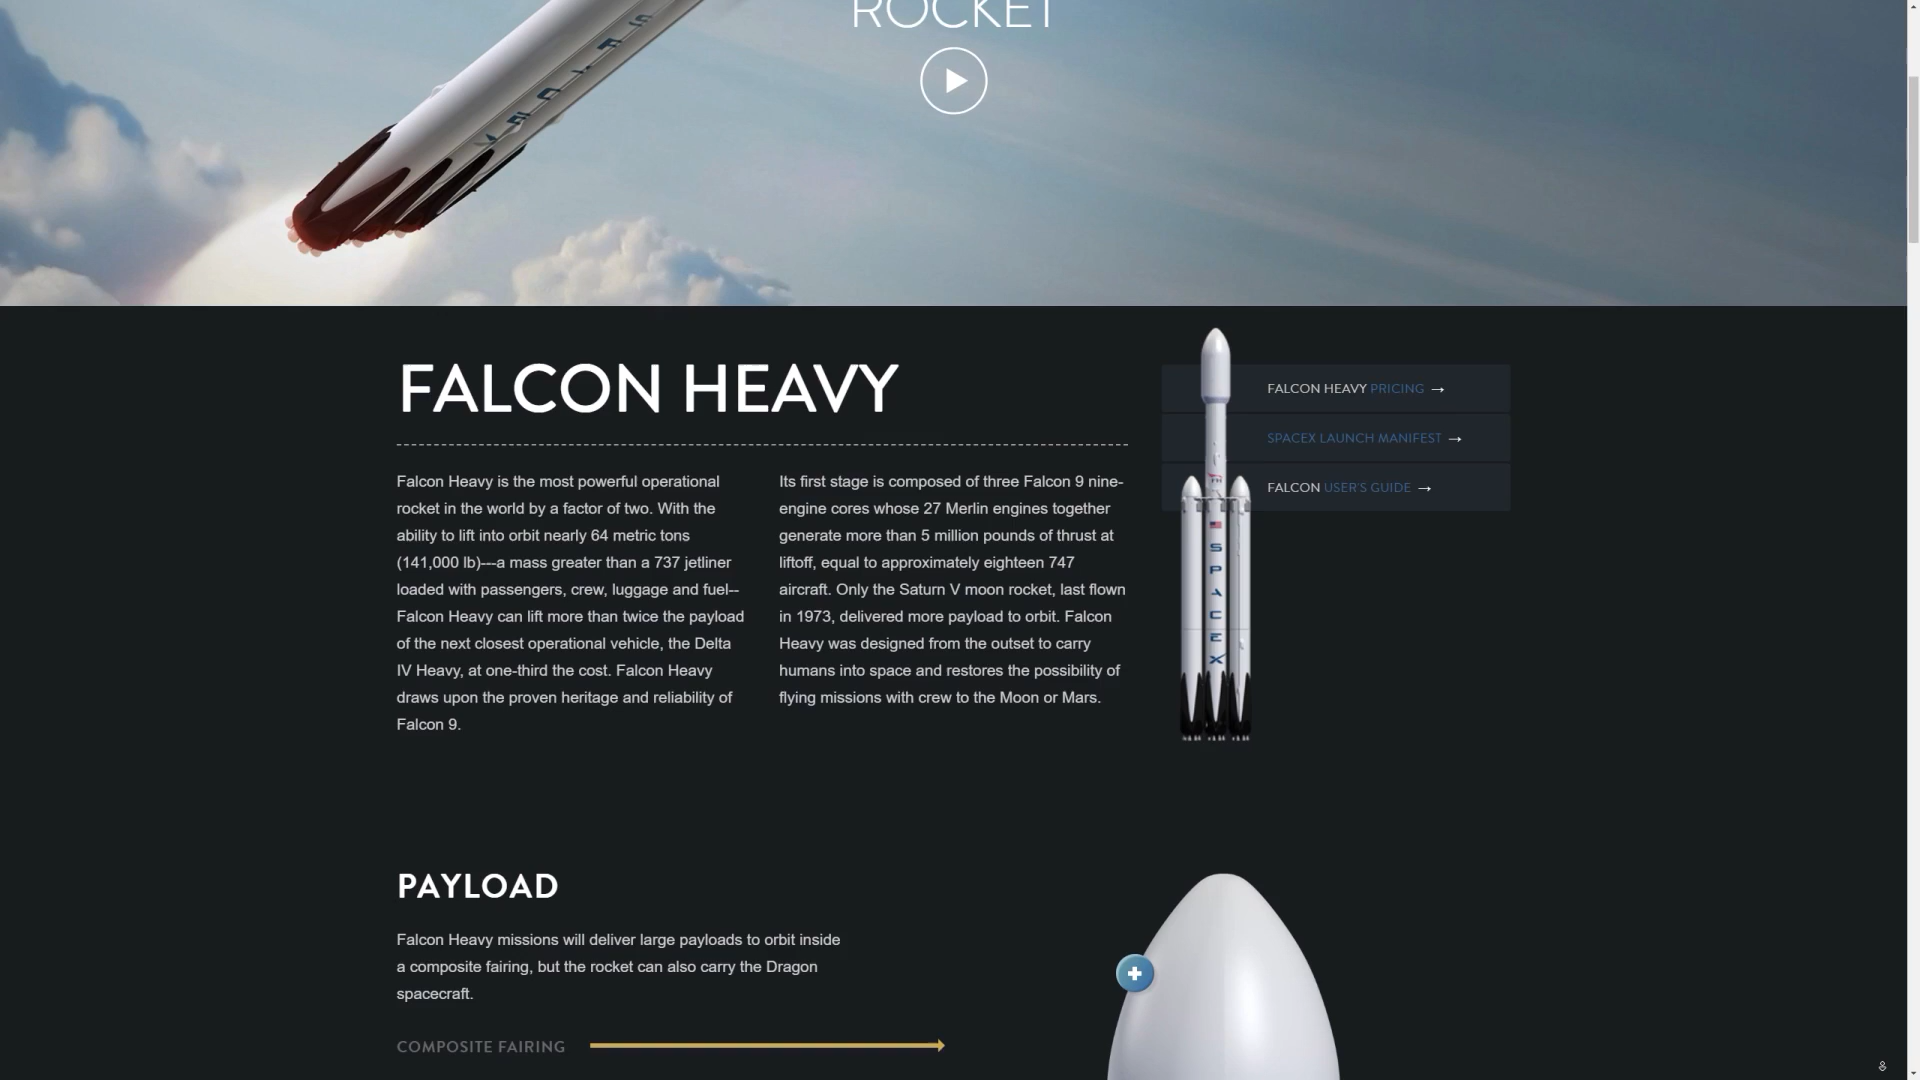 ROCKET
FALCON HEAVY
Falcon Heavy is the most powerful operational
rocket in the world by a factor of two. With the
ability to lift into orbit nearly 64 metric tons
(141,000 lb)---a mass greater than a 737 jetliner
loaded with passengers, crew, luggage and fuel--
Falcon Heavy can lift more than twice the payload
of the next closest operational vehicle, the Delta
IV Heavy, at one-third the cost. Falcon Heavy
draws upon the proven heritage and reliability of
Falcon 9.
Its first stage is composed of three Falcon 9 nine-
engine cores whose 27 Merlin engines together
generate more than 5 million pounds of thrust at
liftoff, equal to approximately eighteen 747
aircraft. Only the Saturn V moon rocket, last flown
in 1973, delivered more payload to orbit. Falcon
Heavy was designed from the outset to carry
humans into space and restores the possibility of
flying missions with crew to the Moon or Mars.
SPACEX
FALCON HEAVY PRICING →
SPACEX LAUNCH MANIFEST →
FALCON USER'S GUIDE →
PAYLOAD
Falcon Heavy missions will deliver large payloads to orbit inside
a composite fairing, but the rocket can also carry the Dragon
spacecraft.
COMPOSITE FAIRING